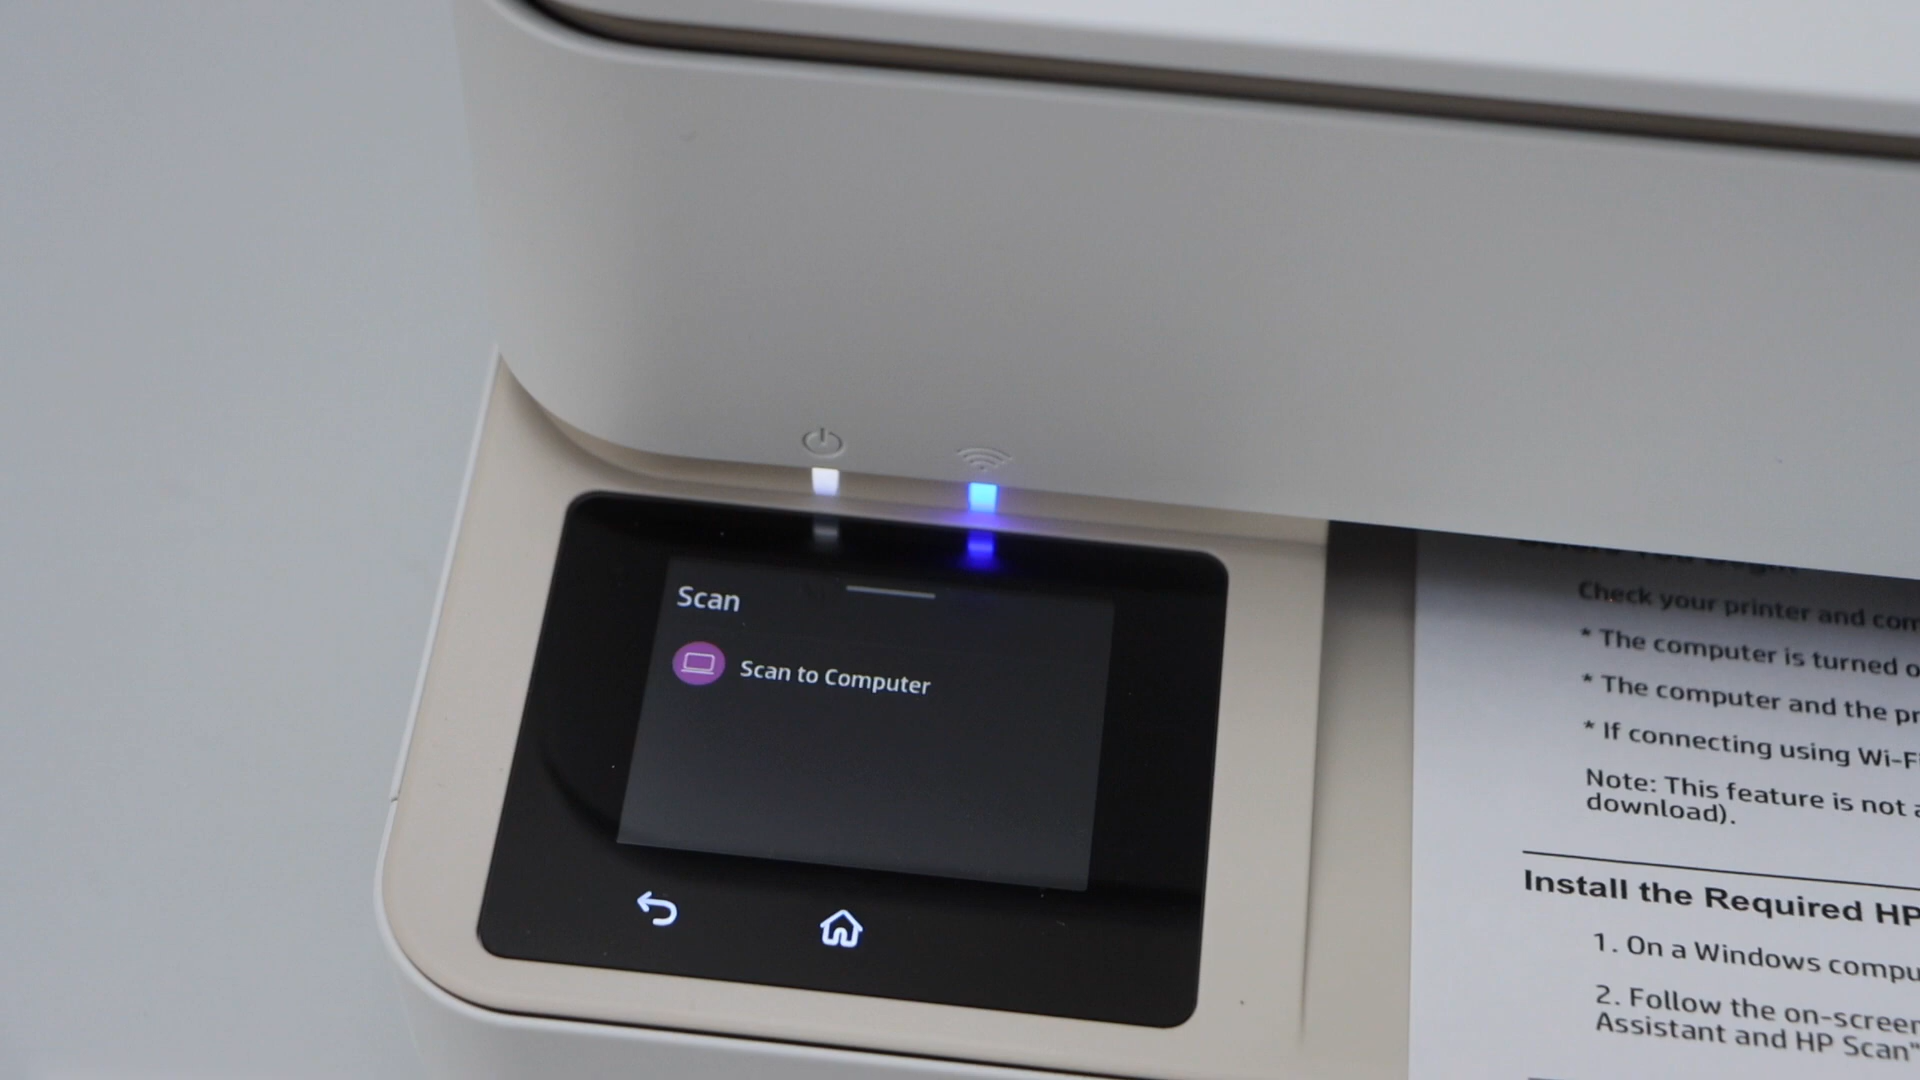 Scan
Scan to Computer
Check your printer and com
* The computer is turned o
* The computer and the pr
* If connecting using Wi-F
Note: This feature is not a
download).
Install the Required HP
1. On a Windows compu
2. Follow the on-screen
Assistant and HP Scan"